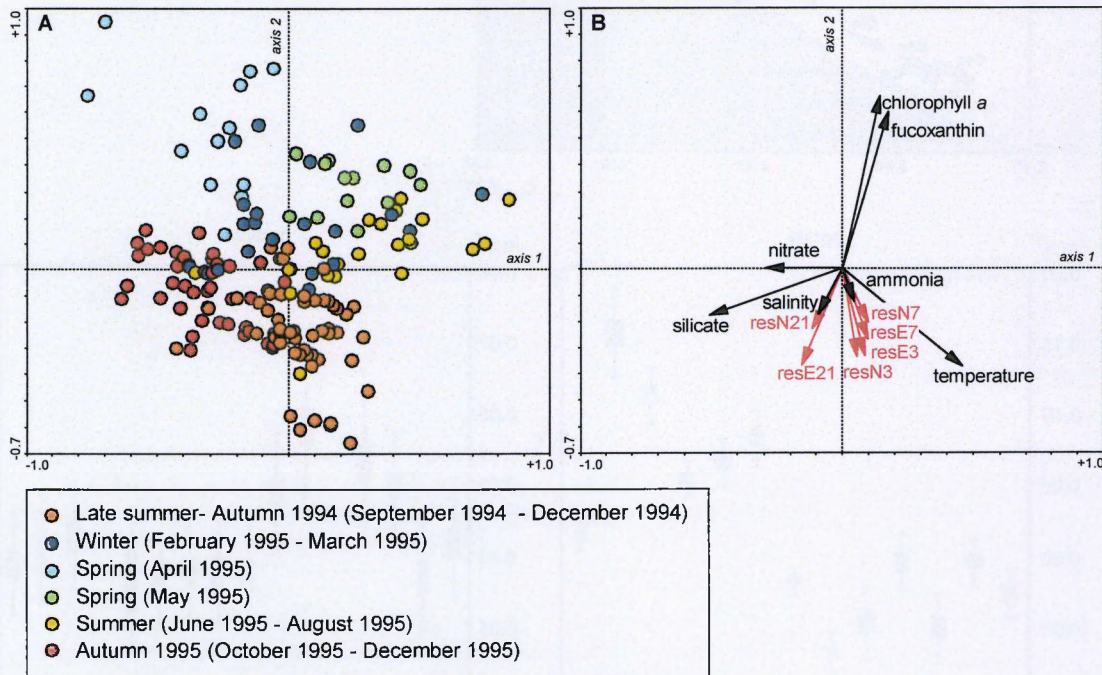 +1.0
A
axis 2
axis 1
-0.7
-1.0
+1.0
+1.0
B
axis 2
chlorophyll a
fucoxanthin
axis 1
nitrate
ammonia
salinity
silicate
resN21
resN7
resE7
resE3
resE21
resN3
temperature
-0.7
-1.0
+1.0
Late summer- Autumn 1994 (September 1994 - December 1994)
Winter (February 1995 - March 1995)
Spring (April 1995)
Spring (May 1995)
Summer (June 1995 - August 1995)
Autumn 1995 (October 1995 - December 1995)